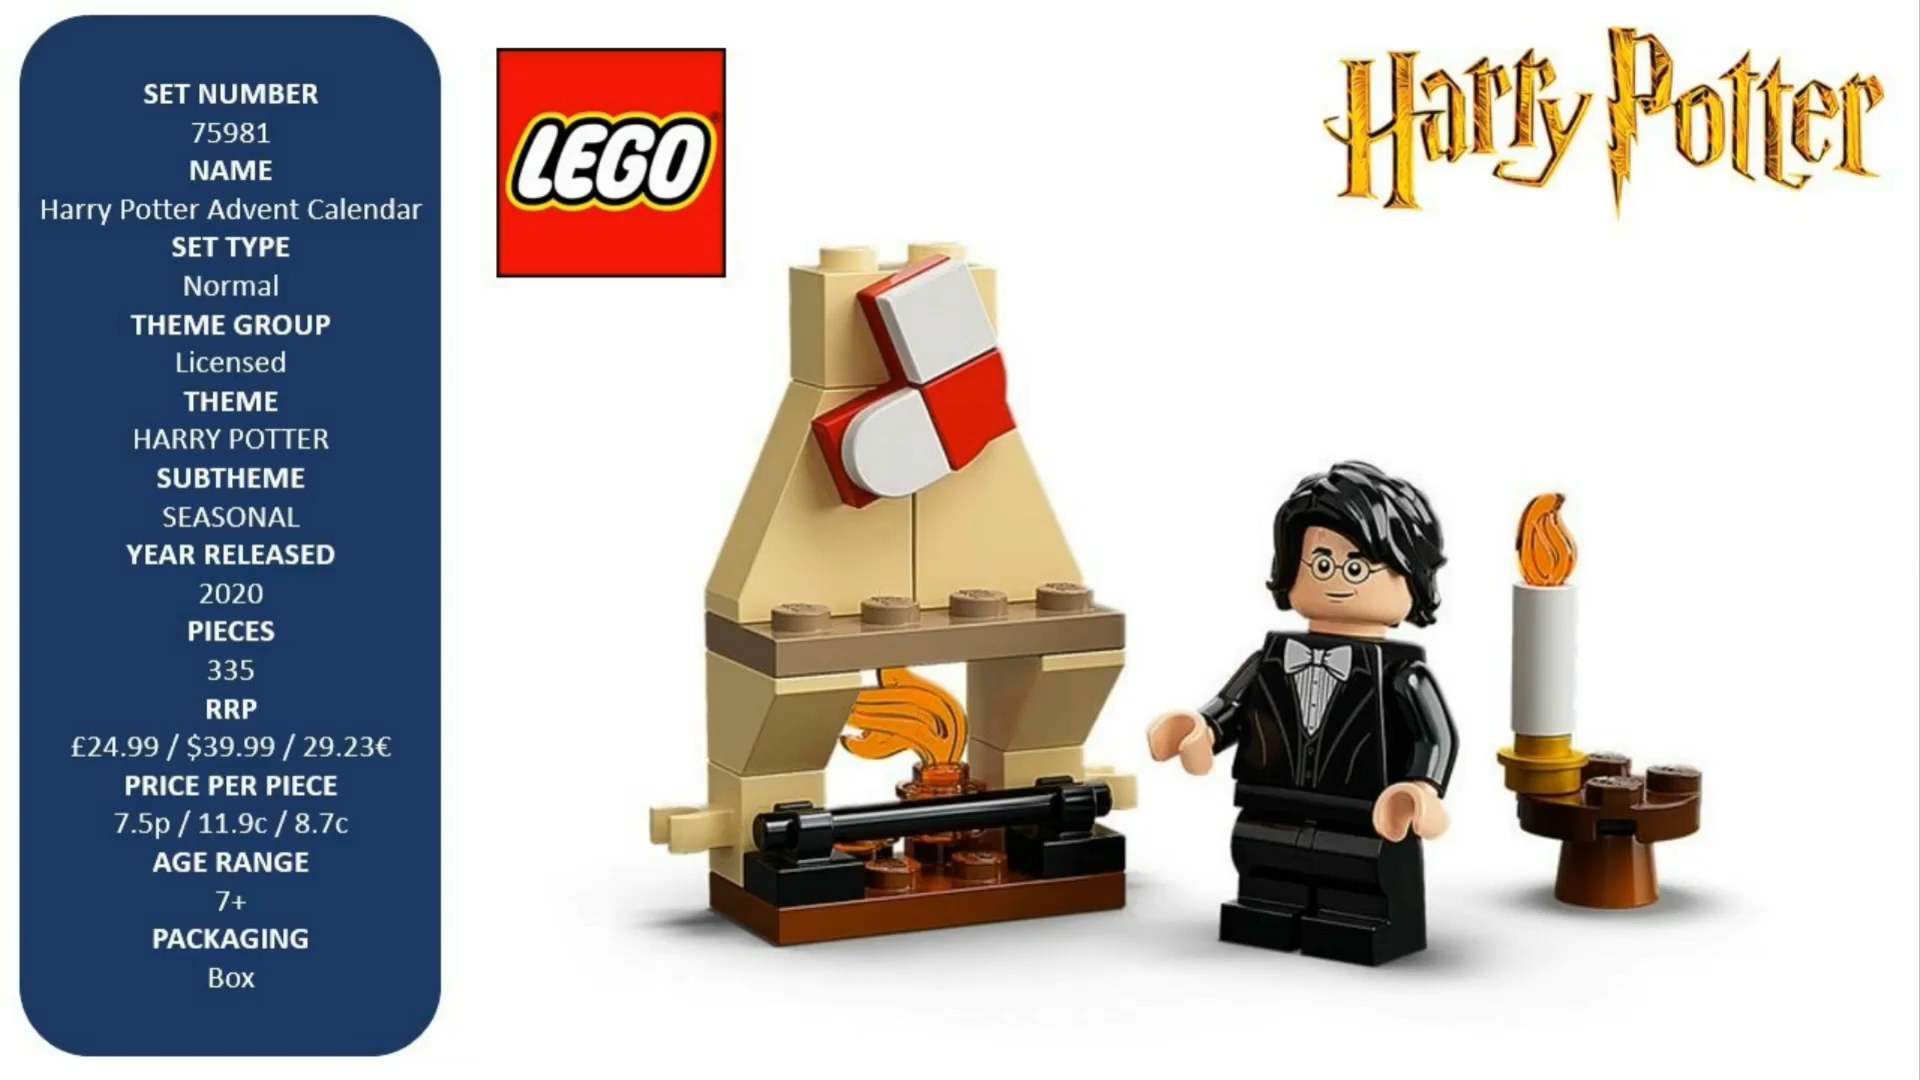 SET NUMBER
75981
NAME
Harry Potter Advent Calendar
SET TYPE
Normal
THEME GROUP
Licensed
THEME
HARRY POTTER
SUBTHEME
SEASONAL
YEAR RELEASED
2020
PIECES
335
RRP
£24.99 / $39.99 / 29.23€
PRICE PER PIECE
7.5p / 11.9c / 8.7c
AGE RANGE
7+
PACKAGING
Box
LEGO®
Harry Potter